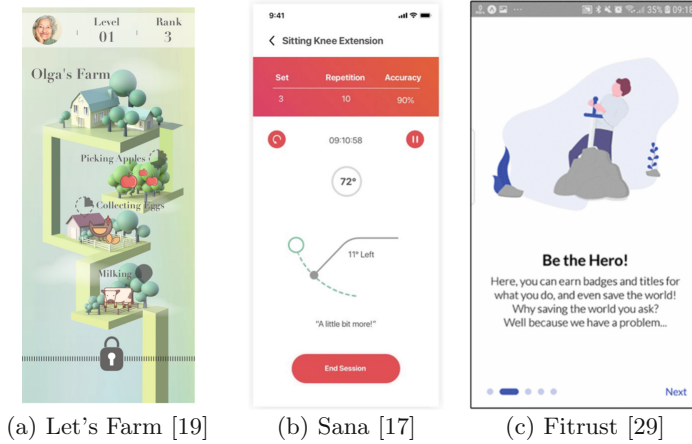 Level
01
Rank
3
Olga's Farm
Picking Apples
Collecting Eggs
Milking
(a) Let's Farm [19]
9:41
Sitting Knee Extension
Set
Repetition
Accuracy
3
10
90%
09:10:58
72°
11° Left
"A little bit more!"
End Session
(b) Sana [17]
35% 09:18
Be the Hero!
Here, you can earn badges and titles for
what you do, and even save the world!
Why saving the world you ask?
Well because we have a problem...
Next
(c) Fitrust [29]